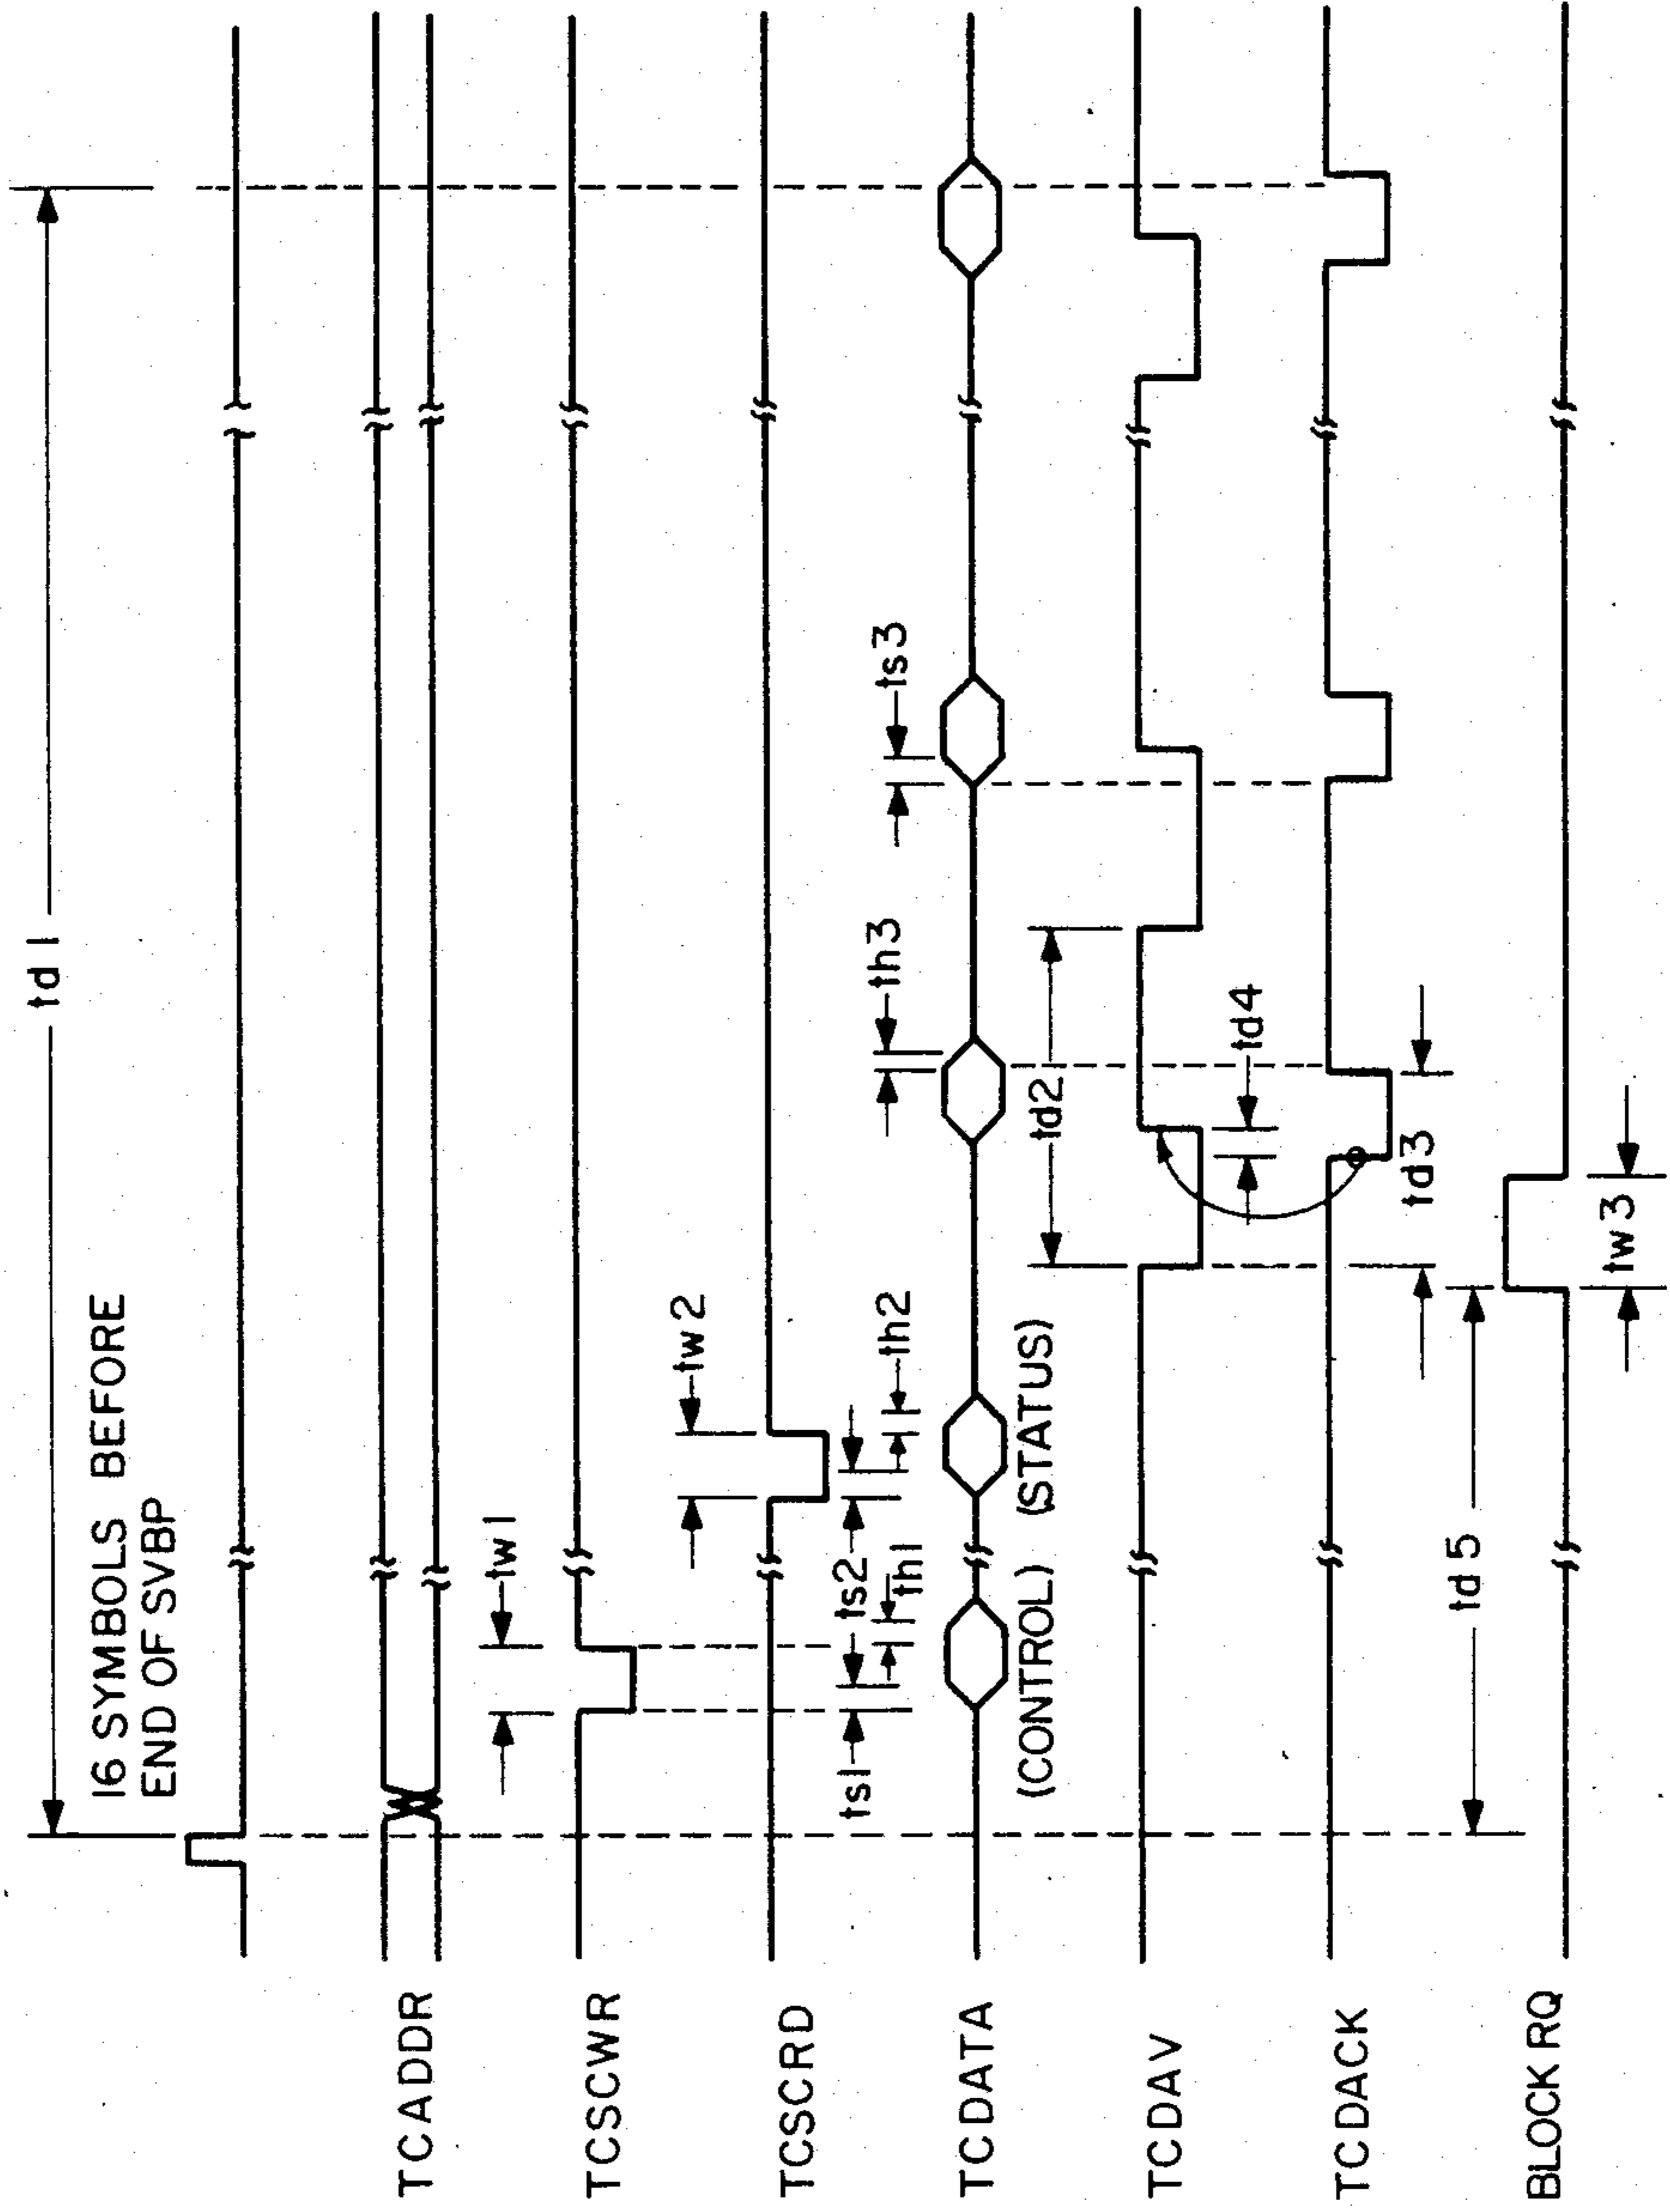 td1
16 SYMBOLS BEFORE
END OF SVBP
TCADDR
tw1
TCSCWR
tw2
TCSCRD
ts1
ts2
th1
th2
th3
ts3
TCDATA
(CONTROL)
(STATUS)
td2
TCDAV
td4
TCDACK
td3
td5
BLOCK RQ
tw3